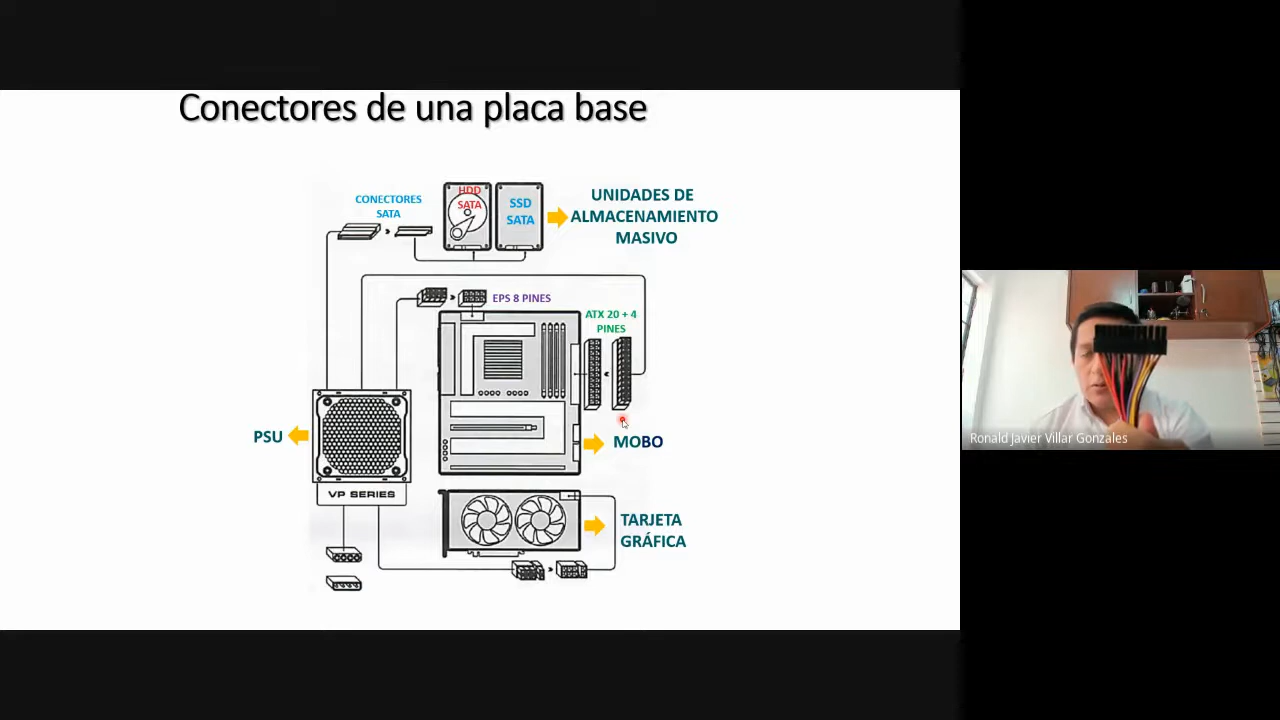 Conectores de una placa base
CONECTORES
SATA
HDD
SATA
SSD
SATA
UNIDADES DE
ALMACENAMIENTO
MASIVO
EPS 8 PINES
ATX 20 + 4
PINES
PSU
MOBO
VP SERIES
TARJETA
GRÁFICA
Ronald Javier Villar Gonzales